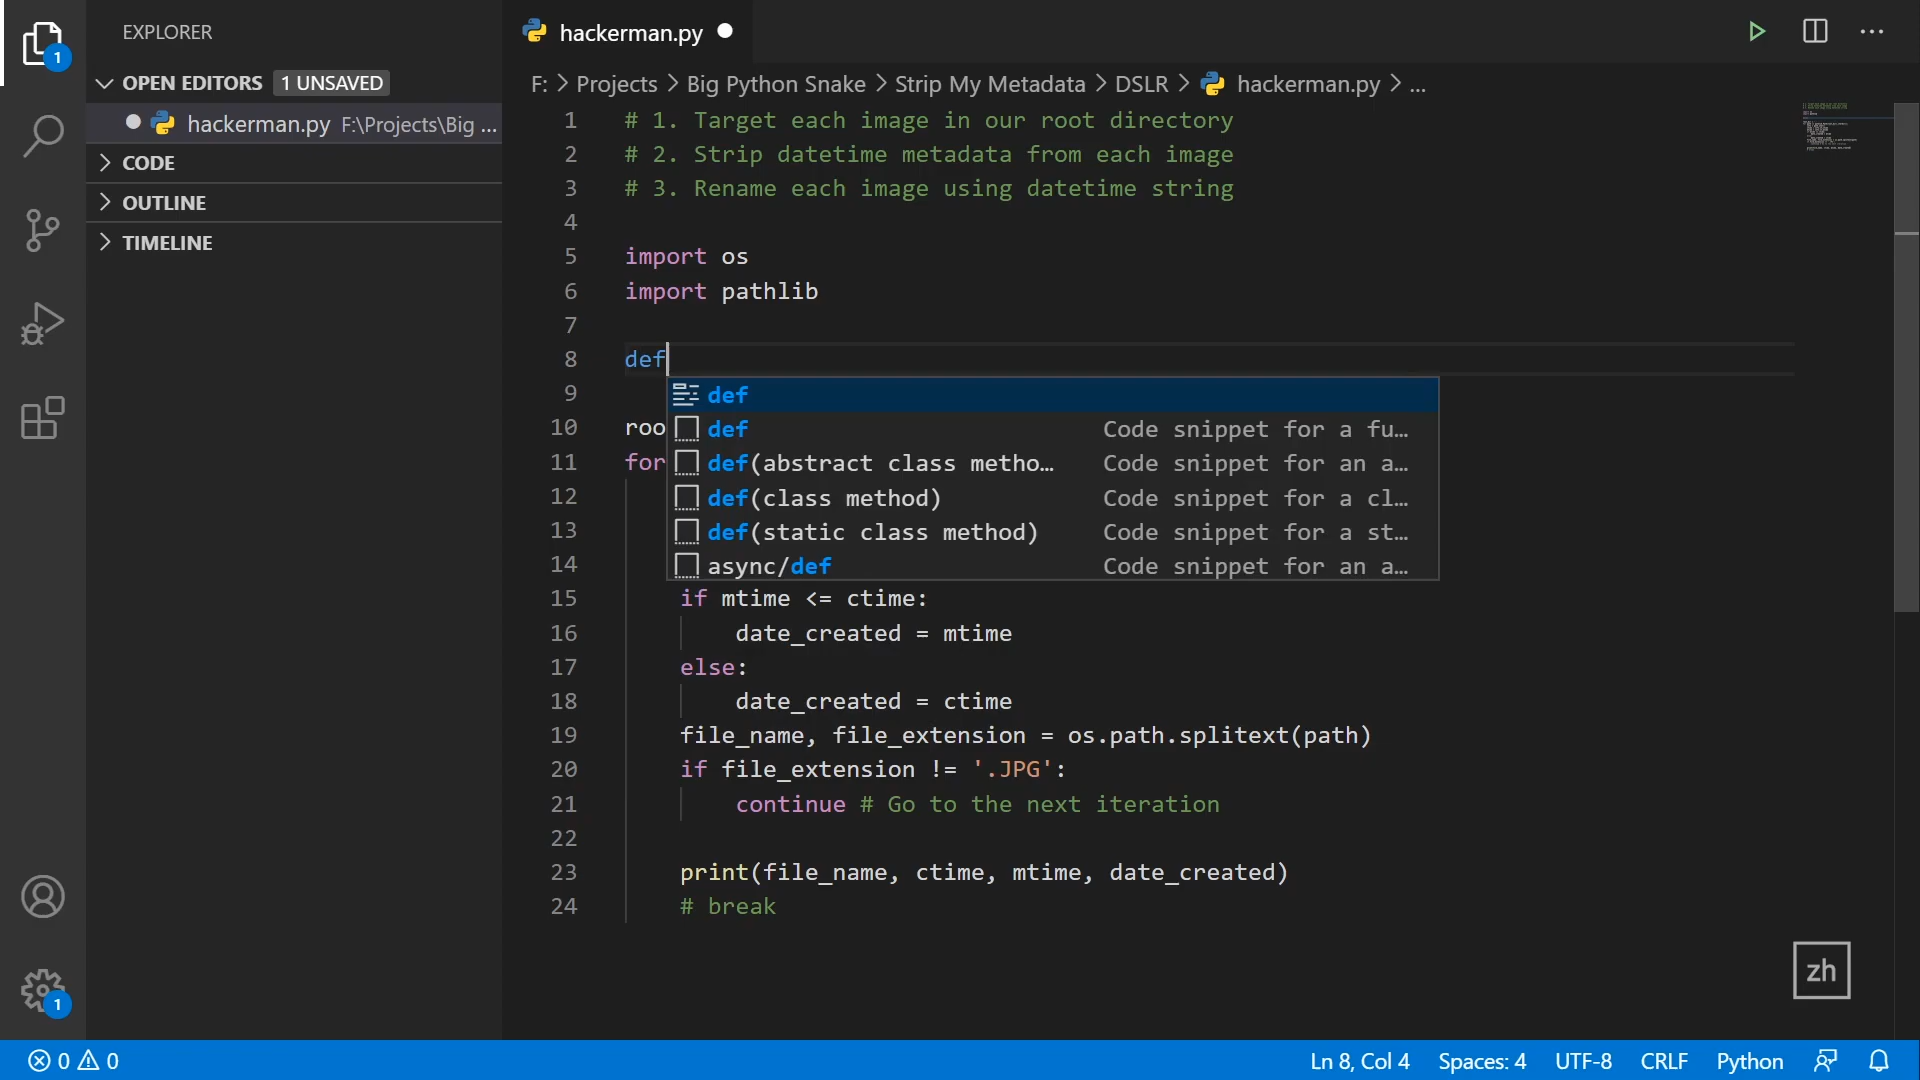 EXPLORER
OPEN EDITORS 1 UNSAVED
hackerman.py F:\Projects\Big ...
CODE
OUTLINE
TIMELINE
1
1
hackerman.py
F: > Projects > Big Python Snake > Strip My Metadata > DSLR > hackerman.py > ...
1 # 1. Target each image in our root directory
2 # 2. Strip datetime metadata from each image
3 # 3. Rename each image using datetime string
4
5 import os
6 import pathlib
7
8 def
9 def
10 roo def Code snippet for a fu…
11 for def(abstract class metho… Code snippet for an a…
12 def(class method) Code snippet for a cl…
13 def(static class method) Code snippet for a st…
14 async/def Code snippet for an a…
15 if mtime <= ctime:
16 date_created = mtime
17 else:
18 date_created = ctime
19 file_name, file_extension = os.path.splitext(path)
20 if file_extension != '.JPG':
21 continue # Go to the next iteration
22
23 print(file_name, ctime, mtime, date_created)
24 # break
zh
0 0 Ln 8, Col 4 Spaces: 4 UTF-8 CRLF Python